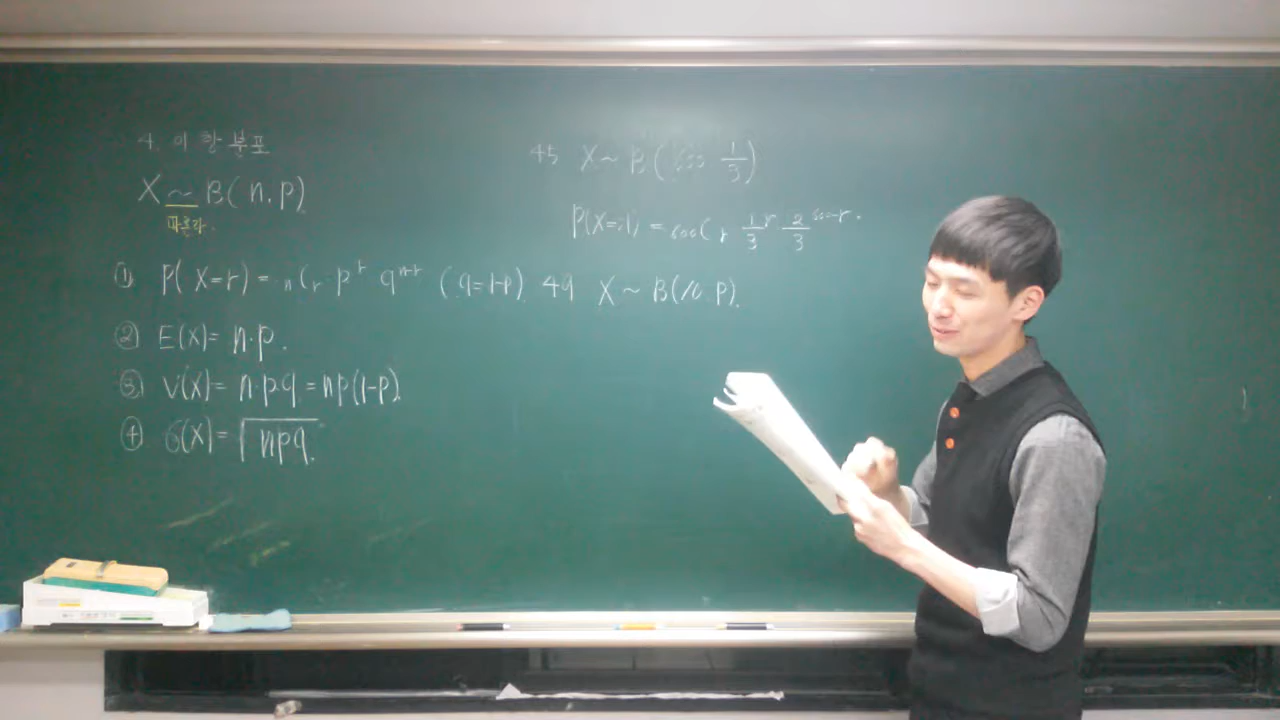 4. 이항분포
X ~ B(n, p)
따른다.
① P(X=r) = nCr p^r q^n-r (q=1-p)
② E(X)= n·p.
③ V(X)= n·p·q = np(1-p)
④ σ(X)= √npq.
45 X ~ B(600 1/3)
P(X=r) = 600Cr 1/3^r 2/3^600-r.
49 X ~ B(10. P).